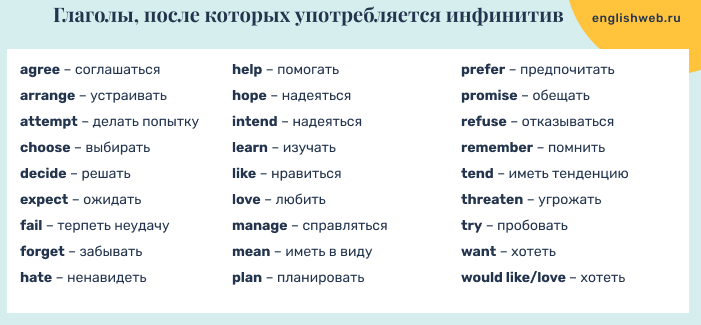 Глаголы, после которых употребляется инфинитив
englishweb.ru
agree – соглашаться
arrange – устраивать
attempt – делать попытку
choose – выбирать
decide – решать
expect – ожидать
fail – терпеть неудачу
forget – забывать
hate – ненавидеть
help – помогать
hope – надеяться
intend – надеяться
learn – изучать
like – нравиться
love – любить
manage – справляться
mean – иметь в виду
plan – планировать
prefer – предпочитать
promise – обещать
refuse – отказываться
remember – помнить
tend – иметь тенденцию
threaten – угрожать
try – пробовать
want – хотеть
would like/love – хотеть